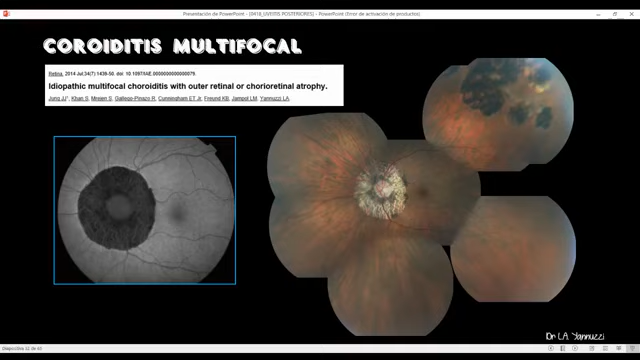 Presentación de PowerPoint - [0418_UVEITIS POSTERIORES] - PowerPoint (Error de activación de productos)
COROIDITIS MULTIFOCAL
Retina. 2014 Jul;34(7):1439-50. doi: 10.1097/IAE.0000000000000079.
Idiopathic multifocal choroiditis with outer retinal or chorioretinal atrophy.
Jung JJ, Khan S, Mrejen S, Gallego-Pinazo R, Cunningham ET Jr, Freund KB, Jampol LM, Yannuzzi LA.
Dr L.A. Yannuzzi